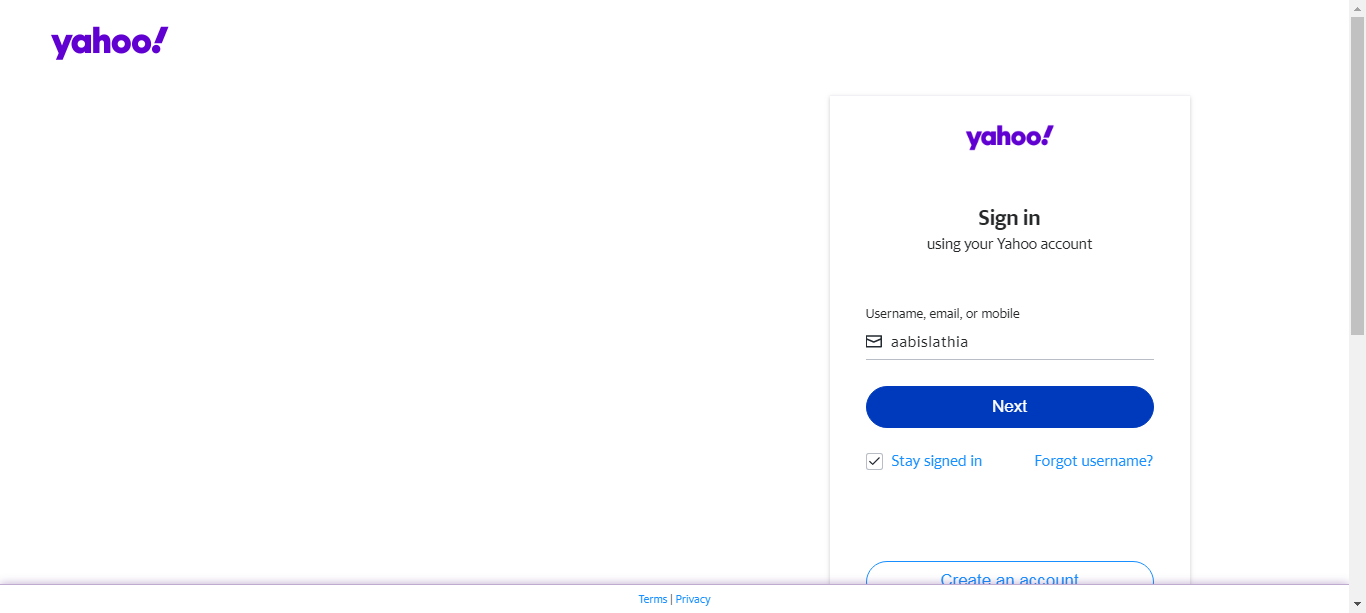 yahoo!
yahoo!
Sign in
using your Yahoo account
Username, email, or mobile
aabislathia
Next
Stay signed in Forgot username?
Create an account
Terms | Privacy